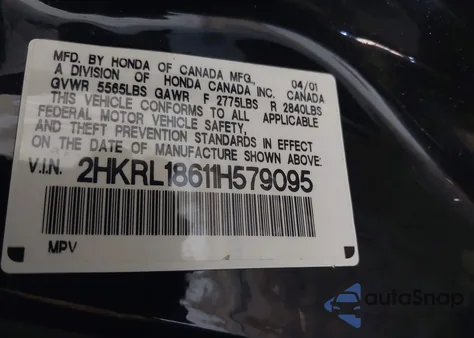 MFD. BY HONDA OF CANADA MFG., 04/01
A DIVISION OF HONDA CANADA INC. CANADA
GVWR 5565LBS GAWR F 2775LBS R 2840LBS
THIS VEHICLE CONFORMS TO ALL APPLICABLE
FEDERAL MOTOR VEHICLE SAFETY,
AND THEFT PREVENTION STANDARDS IN EFFECT
ON THE DATE OF MANUFACTURE SHOWN ABOVE.
V.I.N. 2HKRL18611H579095
MPV
autoSnap